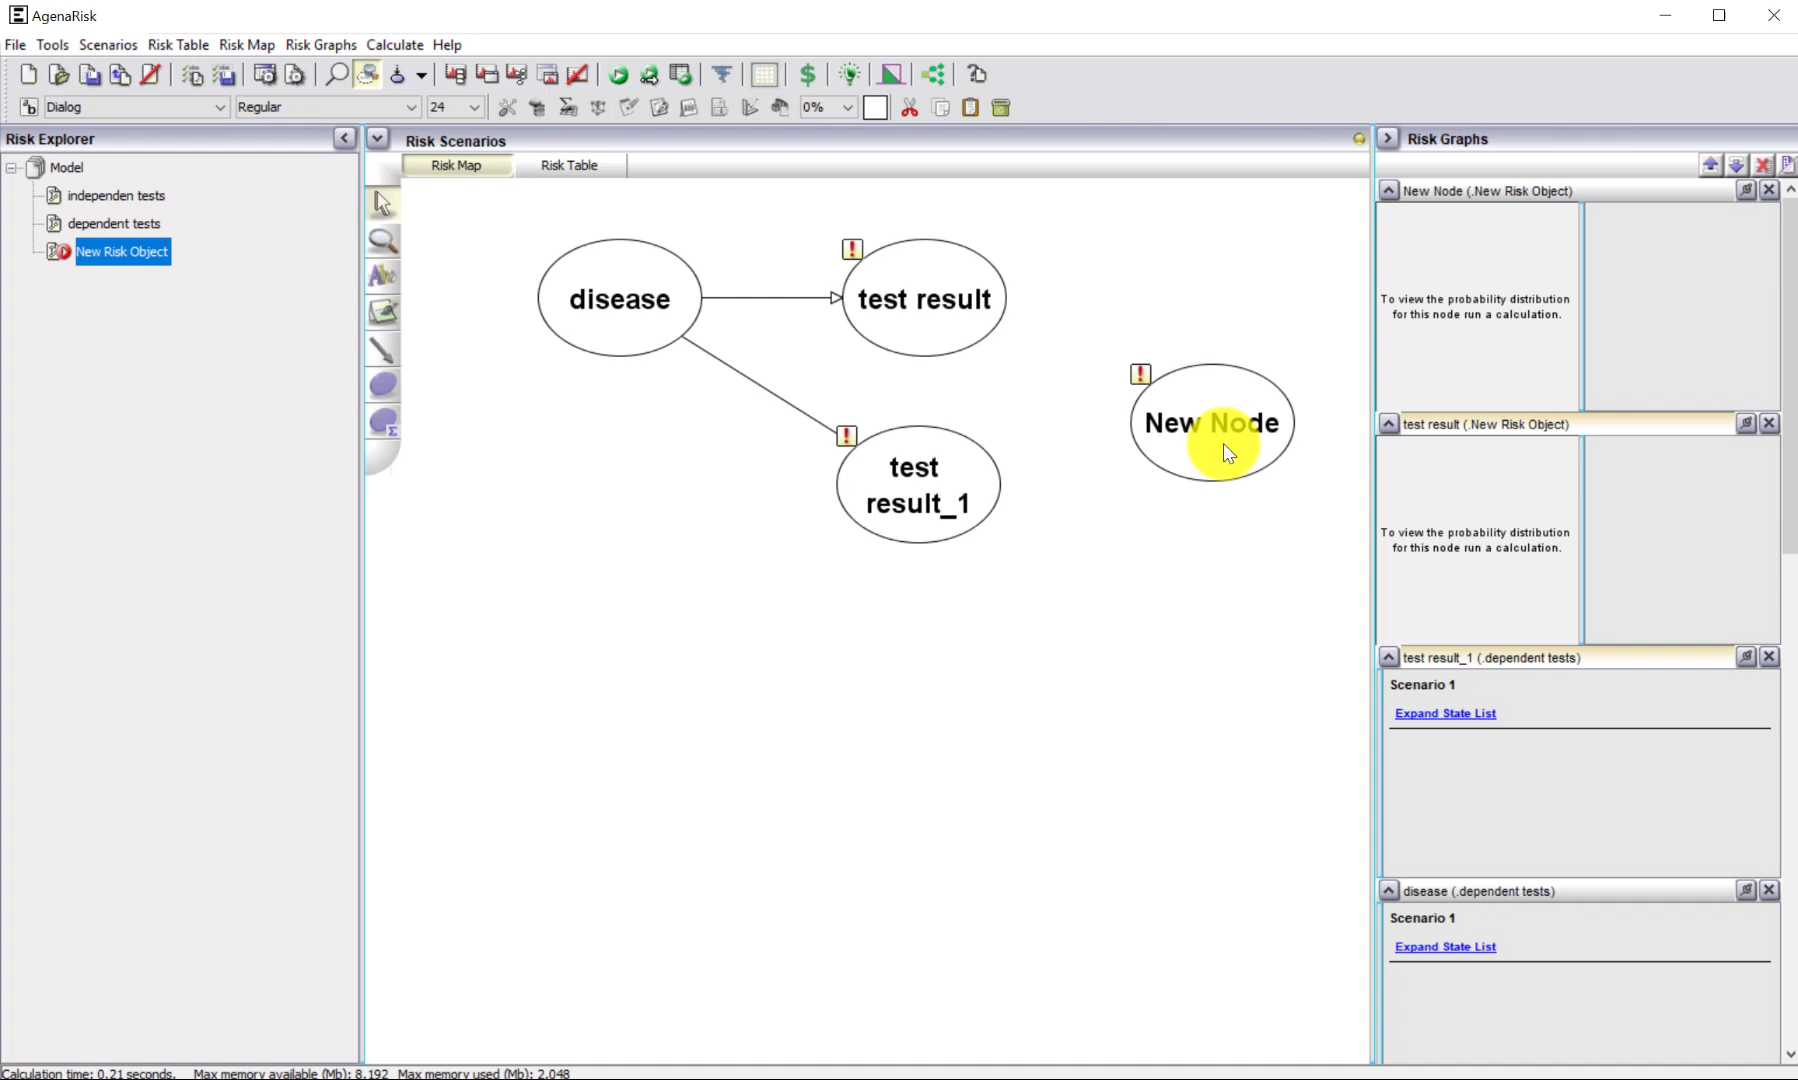 AgenaRisk
File Tools Scenarios Risk Table Risk Map Risk Graphs Calculate Help
Dialog Regular 24 0%
Risk Explorer
Model
independen tests
dependent tests
New Risk Object
Risk Scenarios
Risk Map Risk Table
Abc
disease
test result
test
result_1
New Node
Risk Graphs
New Node (.New Risk Object)
To view the probability distribution
for this node run a calculation.
test result (.New Risk Object)
To view the probability distribution
for this node run a calculation.
test result_1 (.dependent tests)
Scenario 1
Expand State List
disease (.dependent tests)
Scenario 1
Expand State List
Calculation time: 0.21 seconds. Max memory available (Mb): 8,192 Max memory used (Mb): 2,048